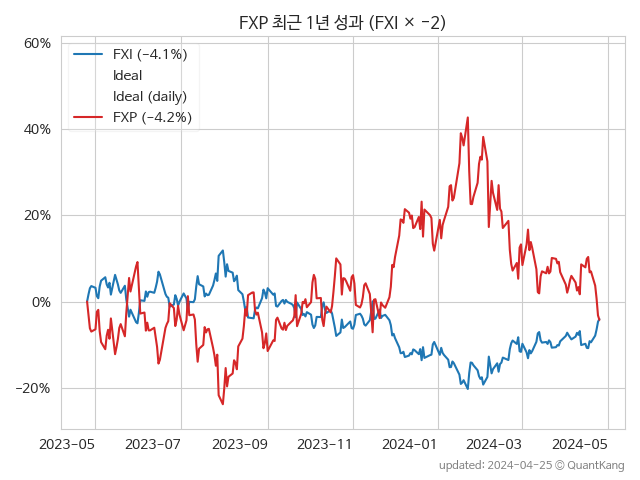 FXP 최근 1년 성과 (FXI × −2)
60%
40%
20%
0%
−20%
FXI (−4.1%)
Ideal
Ideal (daily)
FXP (−4.2%)
2023−05 2023−07 2023−09 2023−11 2024−01 2024−03 2024−05
updated: 2024−04−25 © QuantKang